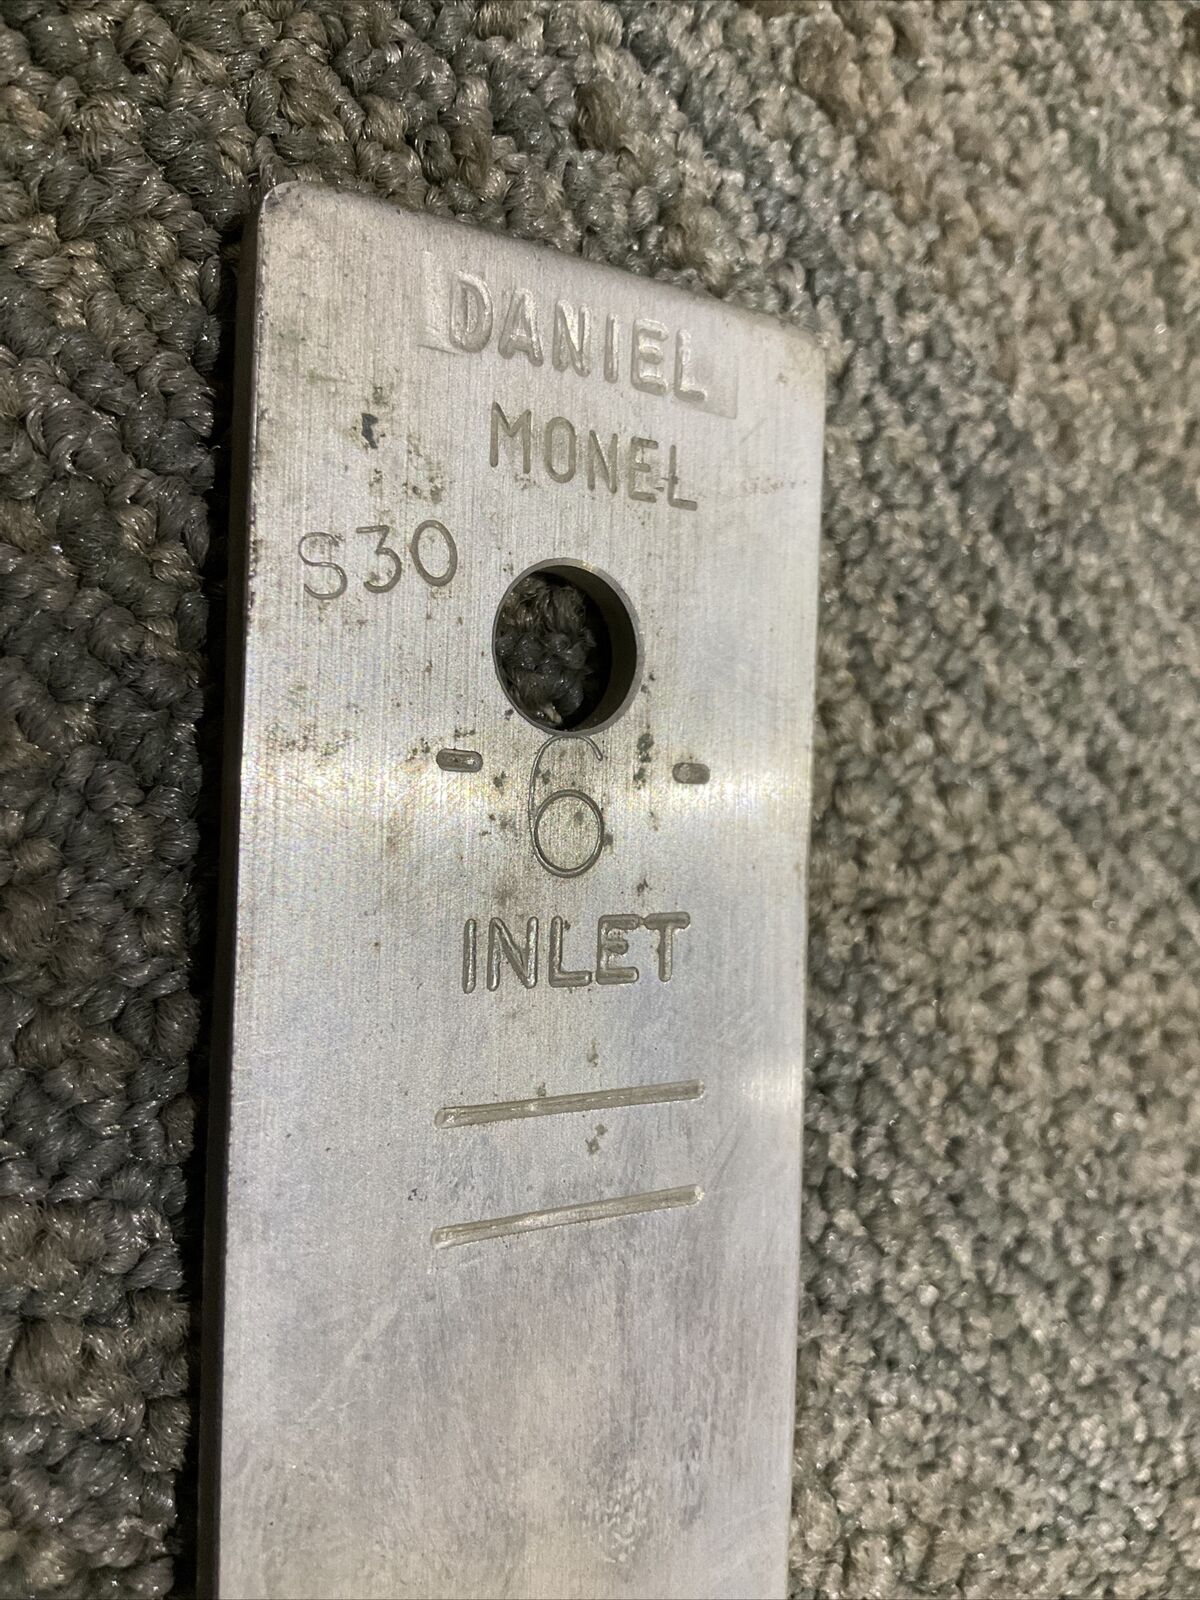 DANIEL
MONEL
S30
- 6 -
INLET